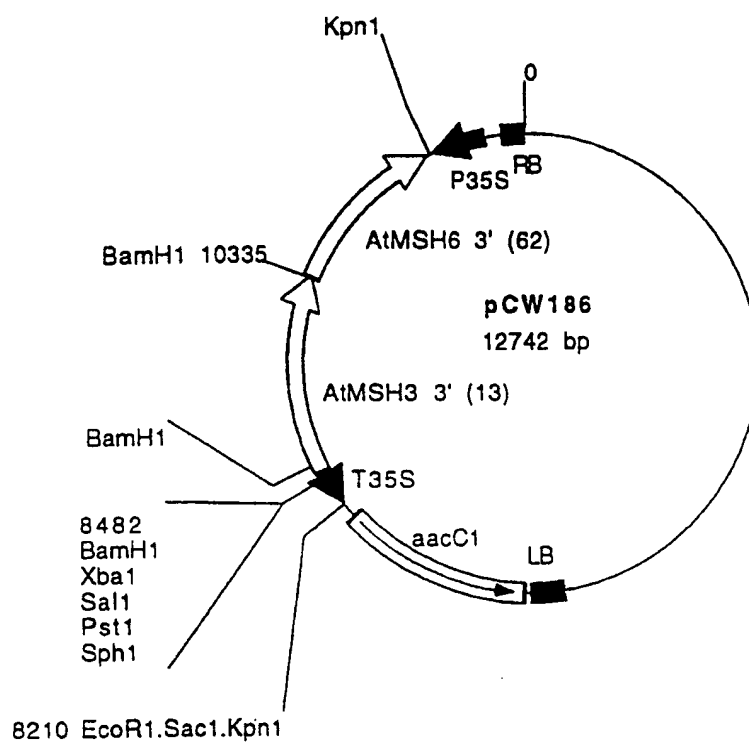 Kpn1
0
P35S
RB
AtMSH6 3' (62)
BamH1 10335
pCW186
12742 bp
AtMSH3 3' (13)
BamH1
T35S
8482
BamH1
Xba1
Sal1
Pst1
Sph1
aacC1
LB
8210 EcoR1.Sac1.Kpn1